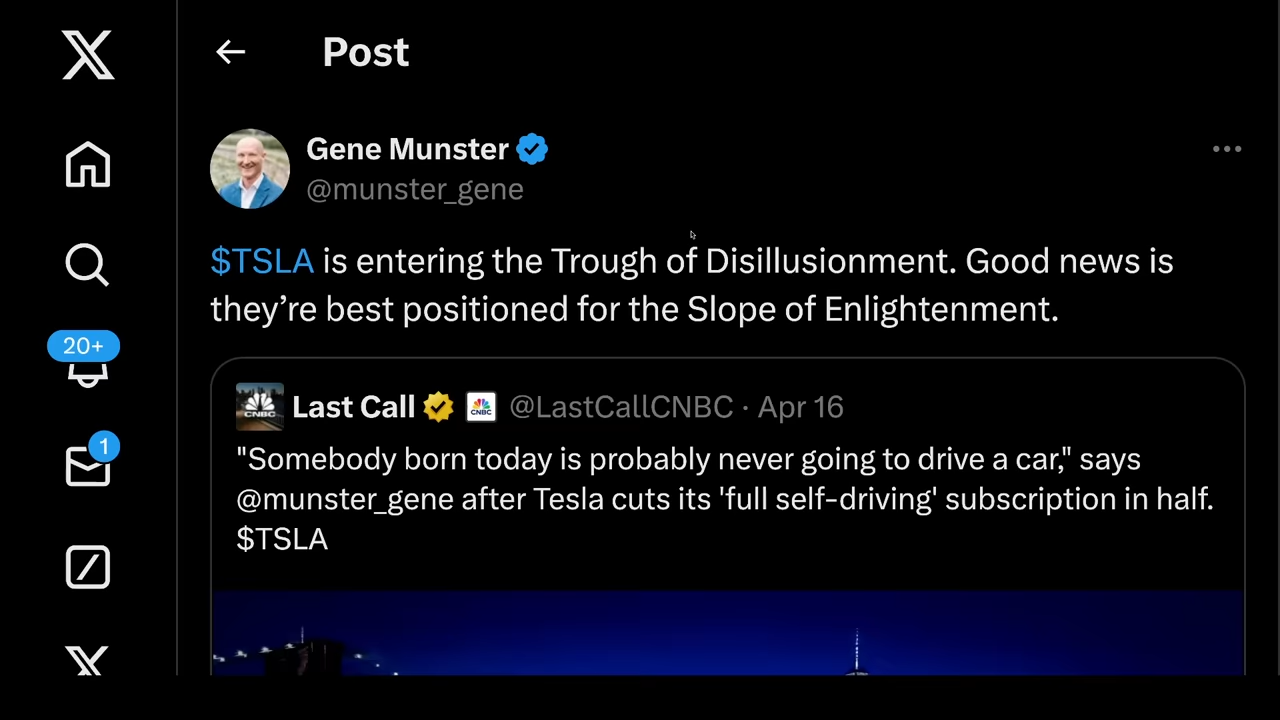 Post
Gene Munster
@munster_gene
$TSLA is entering the Trough of Disillusionment. Good news is
they’re best positioned for the Slope of Enlightenment.
20+
Last Call CNBC @LastCallCNBC · Apr 16
CNBC
1
"Somebody born today is probably never going to drive a car," says
@munster_gene after Tesla cuts its 'full self-driving' subscription in half.
$TSLA